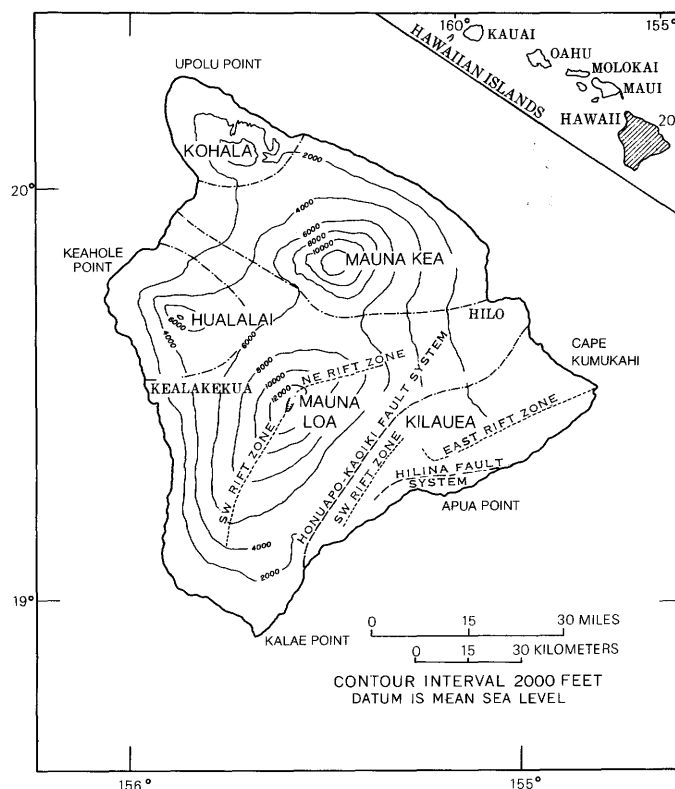 160°
155°
KAUAI
OAHU
MOLOKAI
MAUI
HAWAII
HAWAIIAN ISLANDS
20
UPOLU POINT
KOHALA
2000
20°
4000
6000
8000
10000
MAUNA KEA
KEAHOLE
POINT
HUALALAI
6000
4000
6000
HILO
CAPE
KUMUKAHI
8000
10000
12000
NE RIFT ZONE
KEALAKEKUA
MAUNA
LOA
KILAUEA
EAST RIFT ZONE
SW RIFT ZONE
HONUAPO-KAOIKI FAULT SYSTEM
SW RIFT ZONE
HILINA FAULT
SYSTEM
APUA POINT
4000
2000
19°
KALAE POINT
0 15 30 MILES
0 15 30 KILOMETERS
CONTOUR INTERVAL 2000 FEET
DATUM IS MEAN SEA LEVEL
156°
155°